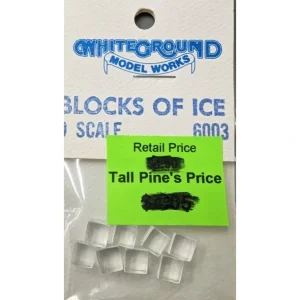 WHITEGROUND
MODEL WORKS
BLOCKS OF ICE
O SCALE 6003
Retail Price
Tall Pine's Price